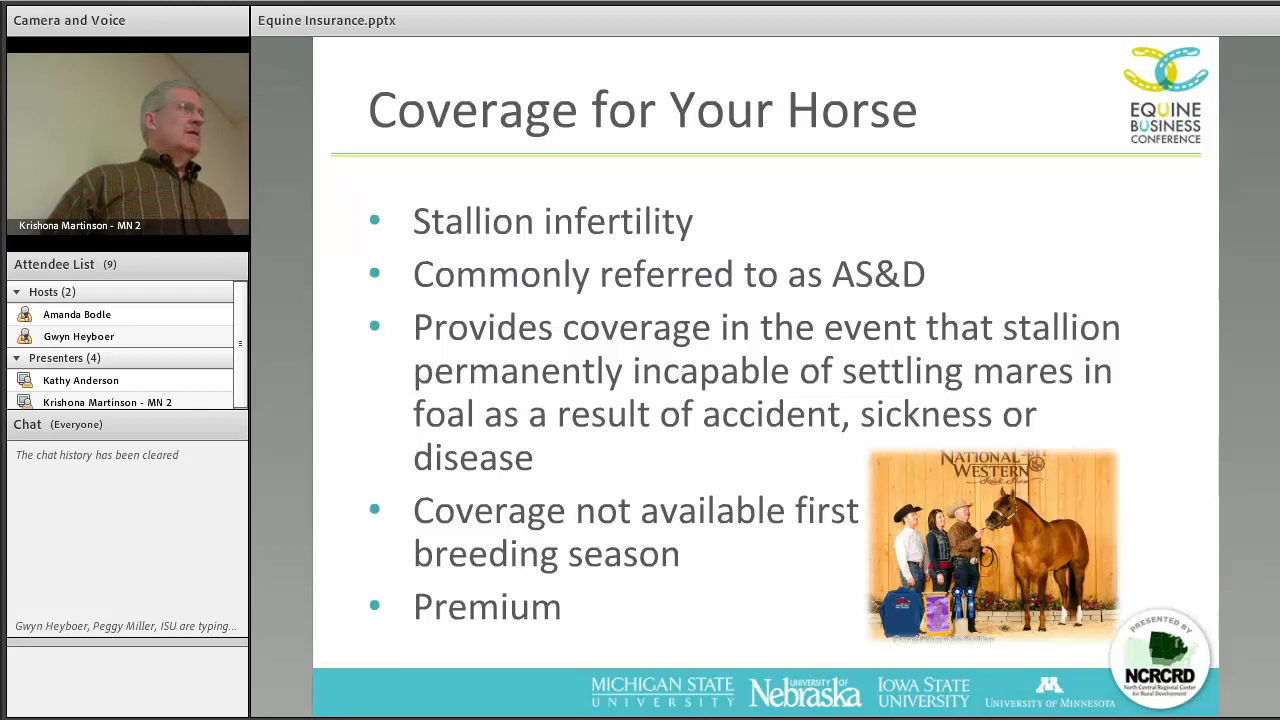 Camera and Voice
Equine Insurance.pptx
Krishona Martinson - MN 2
Attendee List (9)
Hosts (2)
Amanda Bodle
Gwyn Heyboer
Presenters (4)
Kathy Anderson
Krishona Martinson - MN 2
Chat (Everyone)
The chat history has been cleared
Gwyn Heyboer, Peggy Miller, ISU are typing...
Coverage for Your Horse
EQUINE
BUSINESS
CONFERENCE
• Stallion infertility
• Commonly referred to as AS&D
• Provides coverage in the event that stallion
permanently incapable of settling mares in
foal as a result of accident, sickness or
disease
• Coverage not available first
breeding season
• Premium
NATIONAL
WESTERN
MICHIGAN STATE
UNIVERSITY
UNIVERSITY OF
Nebraska
IOWA STATE
UNIVERSITY
M
UNIVERSITY OF MINNESOTA
PRESENTED BY
NCRCRD
North Central Regional Center
for Rural Development